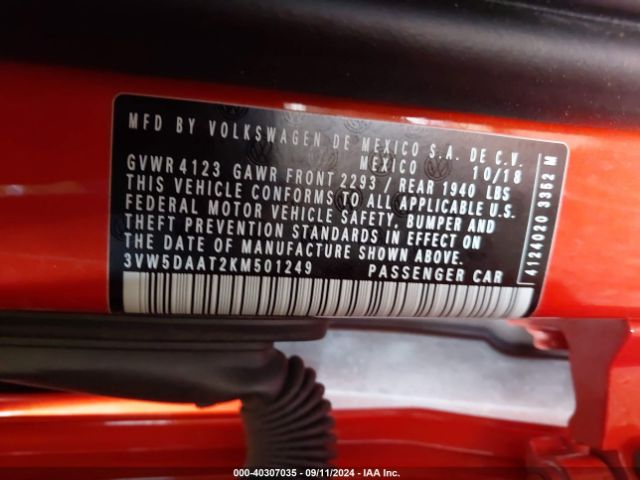 MFD BY VOLKSWAGEN DE MEXICO S.A. DE C.V.
MEXICO 10/18
GVWR 4123 GAWR FRONT 2293 / REAR 1940 LBS
THIS VEHICLE CONFORMS TO ALL APPLICABLE U.S.
FEDERAL MOTOR VEHICLE SAFETY, BUMPER AND
THEFT PREVENTION STANDARDS IN EFFECT ON
THE DATE OF MANUFACTURE SHOWN ABOVE.
3VW5DAAT2KM501249 PASSENGER CAR
4124020 3352 M
000-40307035 - 09/11/2024 - IAA Inc.